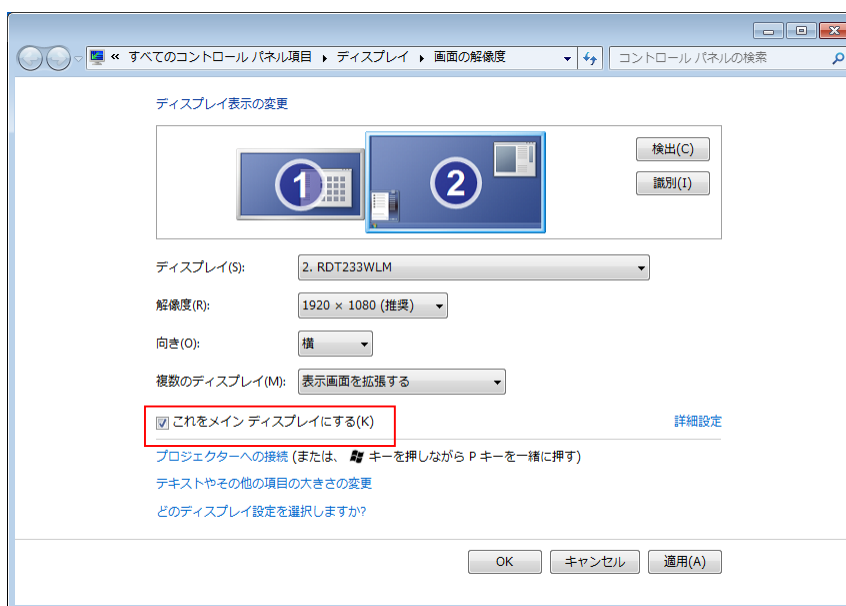 « すべてのコントロール パネル項目 ▸ ディスプレイ ▸ 画面の解像度
コントロール パネルの検索
ディスプレイ表示の変更
1
2
検出(C)
識別(I)
ディスプレイ(S): 2. RDT233WLM
解像度(R): 1920 × 1080 (推奨)
向き(O): 横
複数のディスプレイ(M): 表示画面を拡張する
これをメイン ディスプレイにする(K)
詳細設定
プロジェクターへの接続 (または、 キーを押しながら P キーを一緒に押す)
テキストやその他の項目の大きさの変更
どのディスプレイ設定を選択しますか?
OK キャンセル 適用(A)